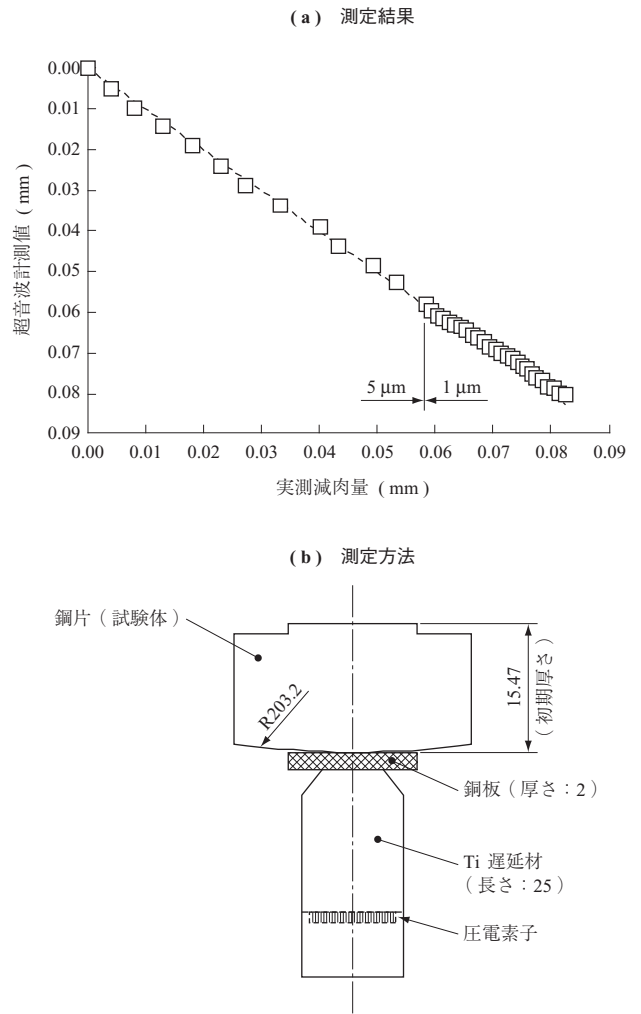 ( a ) 測定結果
0.00
0.01
0.02
0.03
0.04
0.05
0.06
0.07
0.08
0.09
超音波計測値 ( mm )
5 μm
1 μm
0.00 0.01 0.02 0.03 0.04 0.05 0.06 0.07 0.08 0.09
実測減肉量 ( mm )
( b ) 測定方法
鋼片 ( 試験体 )
R203.2
15.47
( 初期厚さ )
銅板 ( 厚さ : 2 )
Ti 遅延材
( 長さ : 25 )
圧電素子